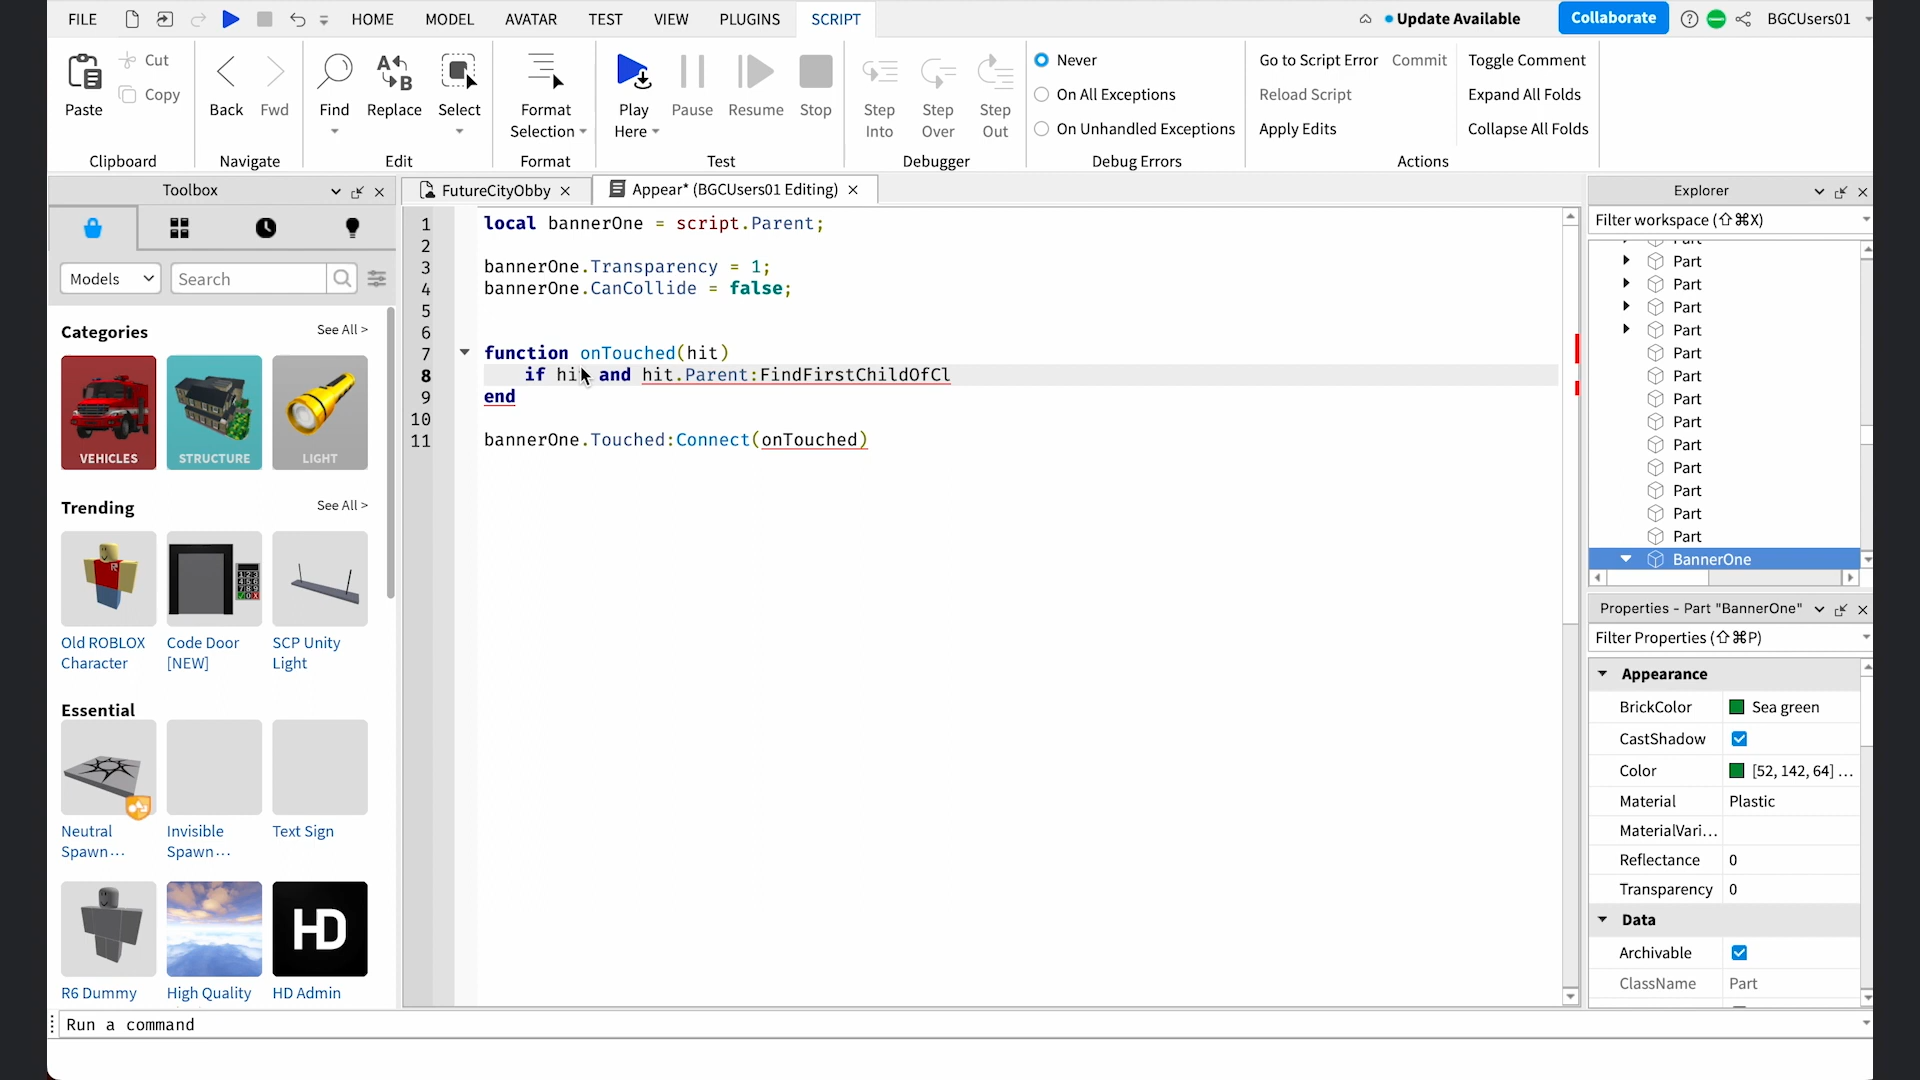 FILE HOME MODEL AVATAR TEST VIEW PLUGINS SCRIPT Update Available Collaborate ? BGCUsers01
Paste Cut Copy
Clipboard
Back Fwd
Navigate
Find Replace Select
Edit
Format Selection
Format
Play Here Pause Resume Stop
Test
Step Into Step Over Step Out
Debugger
Never
On All Exceptions
On Unhandled Exceptions
Debug Errors
Go to Script Error Commit Toggle Comment
Reload Script Expand All Folds
Apply Edits Collapse All Folds
Actions
Toolbox
FutureCityObby
Appear* (BGCUsers01 Editing)
Models Search
Categories See All >
VEHICLES STRUCTURE LIGHT
Trending See All >
Old ROBLOX Character
Code Door [NEW]
SCP Unity Light
Essential
Neutral Spawn...
Invisible Spawn...
Text Sign
HD
R6 Dummy High Quality HD Admin
1 local bannerOne = script.Parent;
2
3 bannerOne.Transparency = 1;
4 bannerOne.CanCollide = false;
5
6
7 function onTouched(hit)
8 if hit and hit.Parent:FindFirstChildOfCl
9 end
10
11 bannerOne.Touched:Connect(onTouched)
Explorer
Filter workspace (⇧⌘X)
Part
Part
Part
Part
Part
Part
Part
Part
Part
Part
Part
Part
Part
Part
BannerOne
Properties - Part "BannerOne"
Filter Properties (⇧⌘P)
Appearance
BrickColor Sea green
CastShadow
Color [52, 142, 64] ...
Material Plastic
MaterialVari...
Reflectance 0
Transparency 0
Data
Archivable
ClassName Part
Run a command